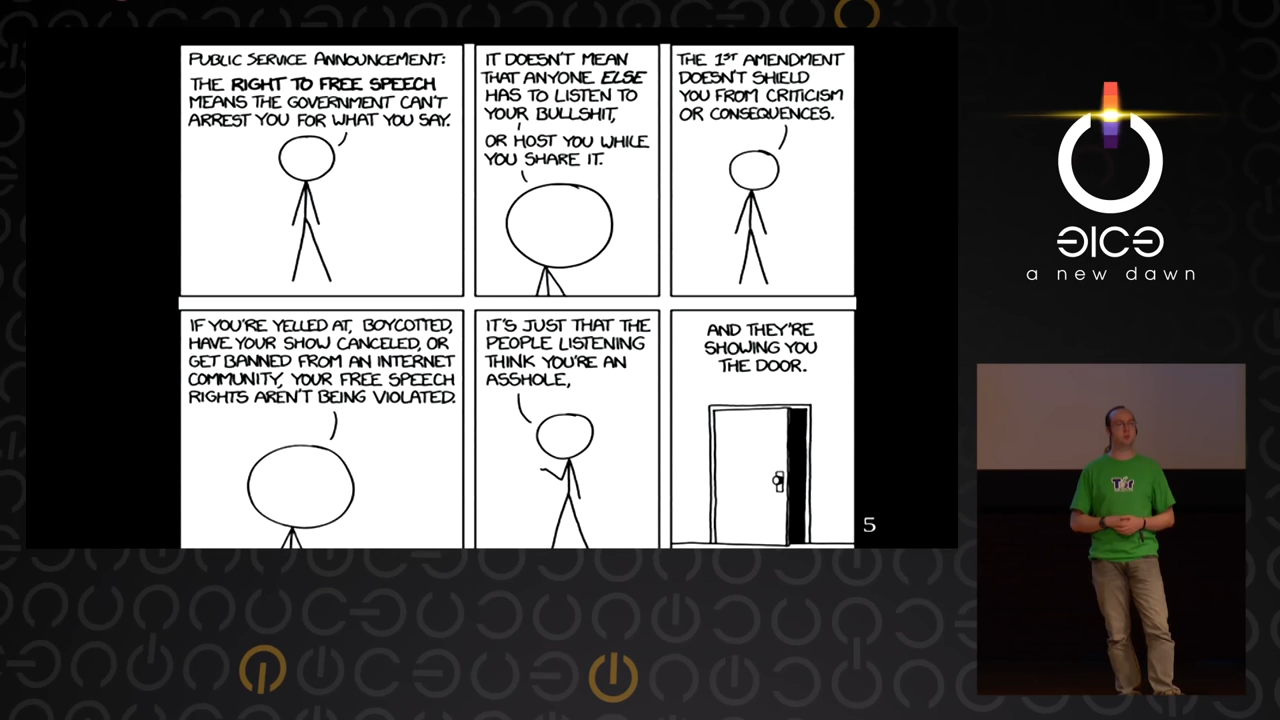 PUBLIC SERVICE ANNOUNCEMENT:
THE RIGHT TO FREE SPEECH
MEANS THE GOVERNMENT CAN'T
ARREST YOU FOR WHAT YOU SAY.
IT DOESN'T MEAN
THAT ANYONE ELSE
HAS TO LISTEN TO
YOUR BULLSHIT,
OR HOST YOU WHILE
YOU SHARE IT.
THE 1ST AMENDMENT
DOESN'T SHIELD
YOU FROM CRITICISM
OR CONSEQUENCES.
IF YOU'RE YELLED AT, BOYCOTTED,
HAVE YOUR SHOW CANCELED, OR
GET BANNED FROM AN INTERNET
COMMUNITY, YOUR FREE SPEECH
RIGHTS AREN'T BEING VIOLATED.
IT'S JUST THAT THE
PEOPLE LISTENING
THINK YOU'RE AN
ASSHOLE,
AND THEY'RE
SHOWING YOU
THE DOOR.
5
ƎICƎ
a new dawn
Tor